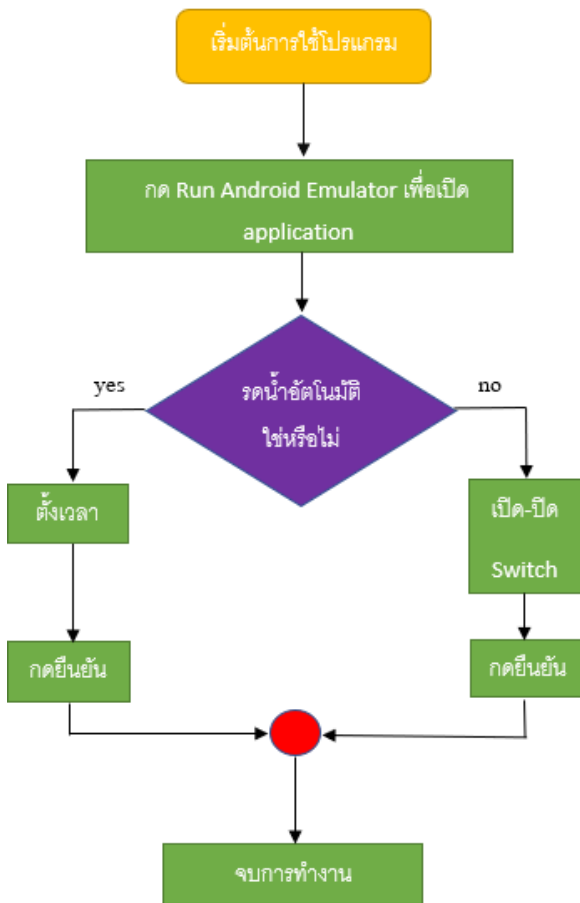 เริ่มต้นการใช้โปรแกรม
กด Run Android Emulator เพื่อเปิด
application
รดน้ำอัตโนมัติ
ใช่หรือไม่
yes
no
ตั้งเวลา
กดยืนยัน
เปิด-ปิด
Switch
กดยืนยัน
จบการทำงาน